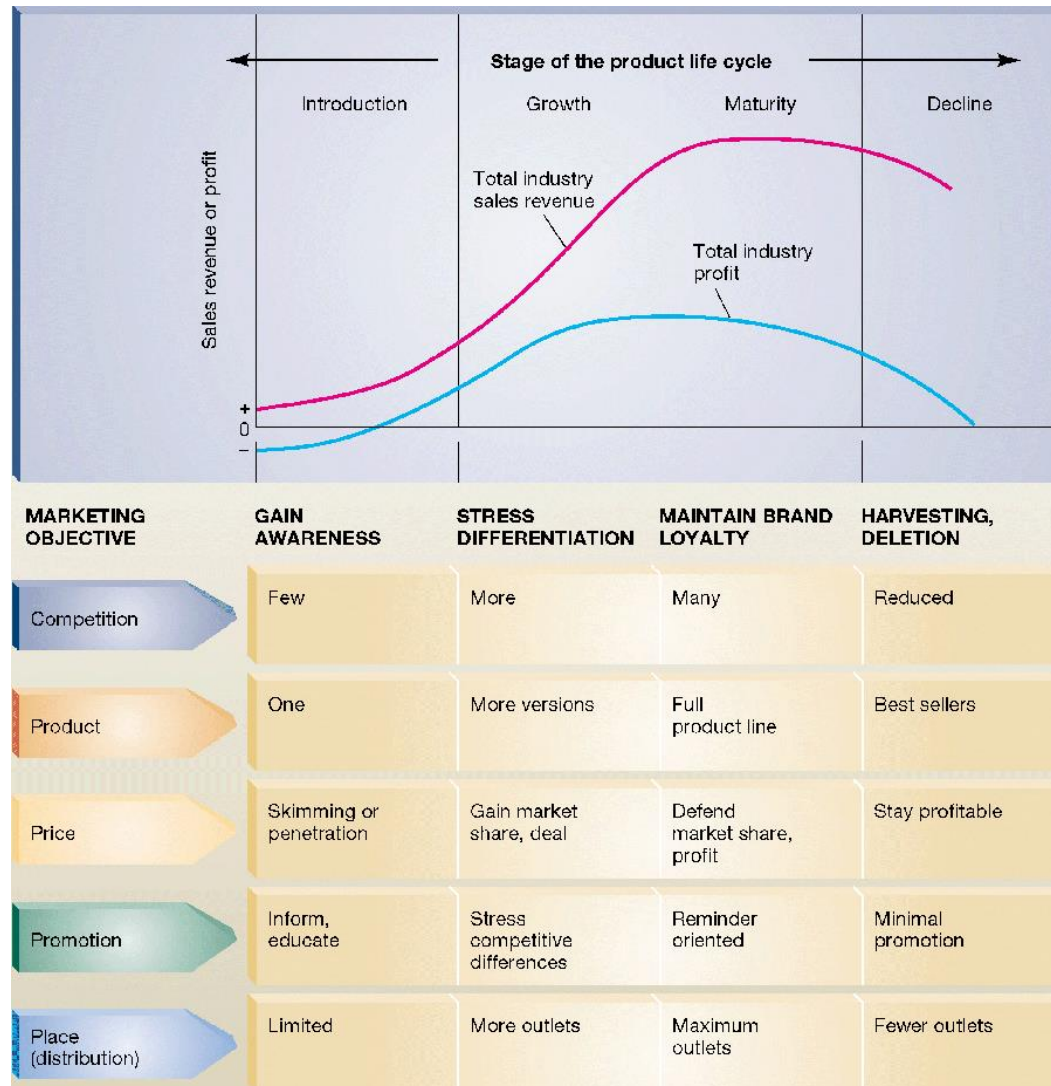 Stage of the product life cycle
Introduction
Growth
Maturity
Decline
Sales revenue or profit
Total industry
sales revenue
Total industry
profit
+
0
–
MARKETING
OBJECTIVE
GAIN
AWARENESS
STRESS
DIFFERENTIATION
MAINTAIN BRAND
LOYALTY
HARVESTING,
DELETION
Competition
Few
More
Many
Reduced
Product
One
More versions
Full
product line
Best sellers
Price
Skimming or
penetration
Gain market
share, deal
Defend
market share,
profit
Stay profitable
Promotion
Inform,
educate
Stress
competitive
differences
Reminder
oriented
Minimal
promotion
Place
(distribution)
Limited
More outlets
Maximum
outlets
Fewer outlets